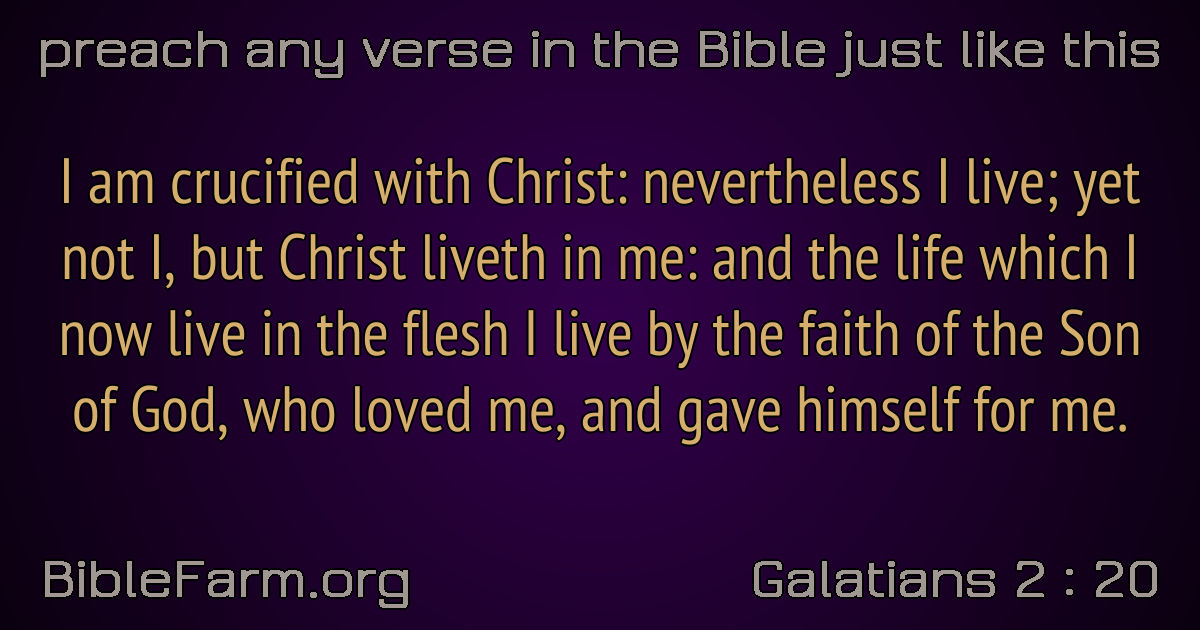 preach any verse in the Bible just like this
I am crucified with Christ: nevertheless I live; yet
not I, but Christ liveth in me: and the life which I
now live in the flesh I live by the faith of the Son
of God, who loved me, and gave himself for me.
BibleFarm.org
Galatians 2 : 20